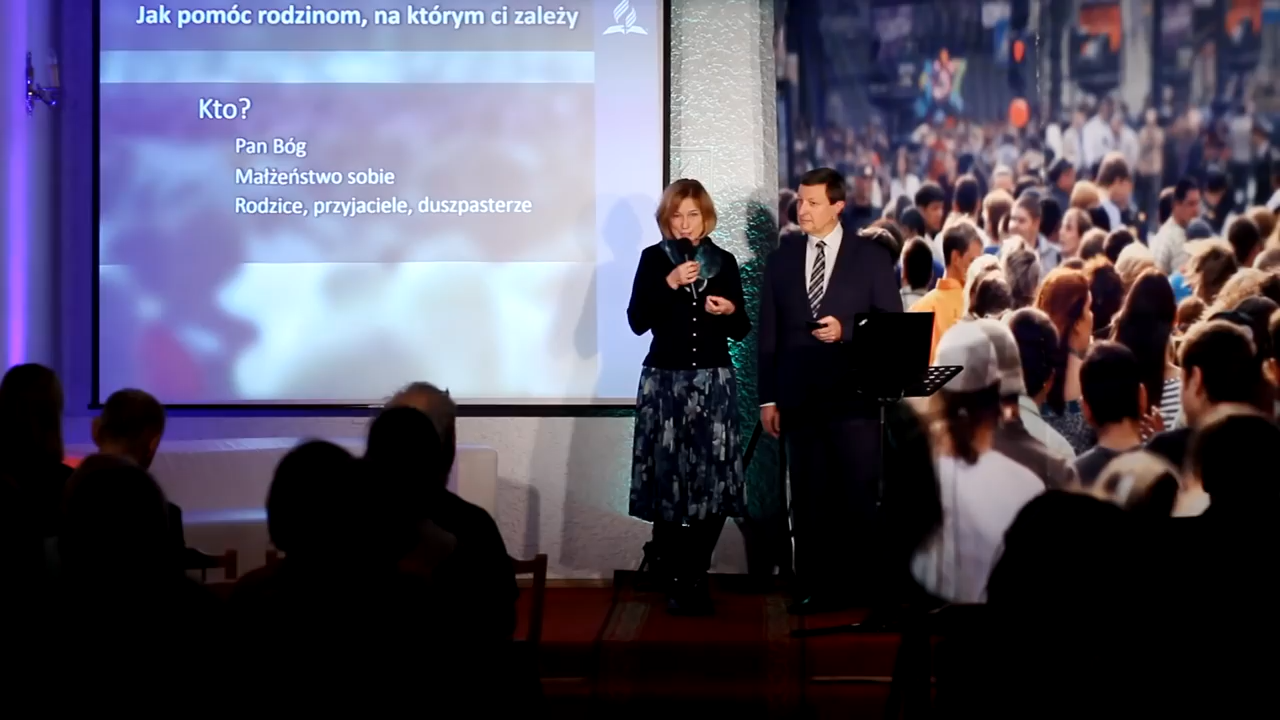 Jak pomóc rodzinom, na którym ci zależy
Kto?
Pan Bóg
Małżeństwo sobie
Rodzice, przyjaciele, duszpasterze